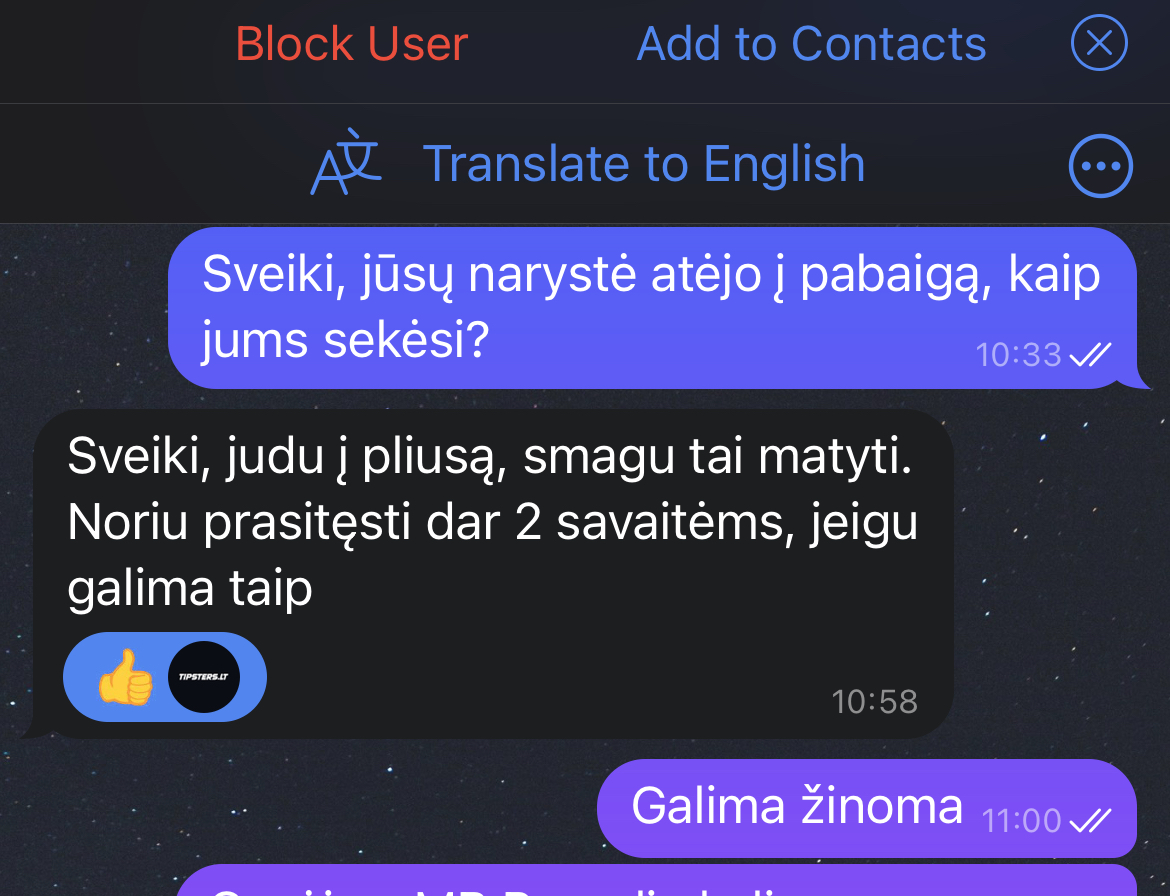 Block User
Add to Contacts
Translate to English
Sveiki, jūsų narystė atėjo į pabaigą, kaip
jums sekėsi?
10:33
Sveiki, judu į pliusą, smagu tai matyti.
Noriu prasitęsti dar 2 savaitėms, jeigu
galima taip
TIPSTERS.LT
10:58
Galima žinoma
11:00